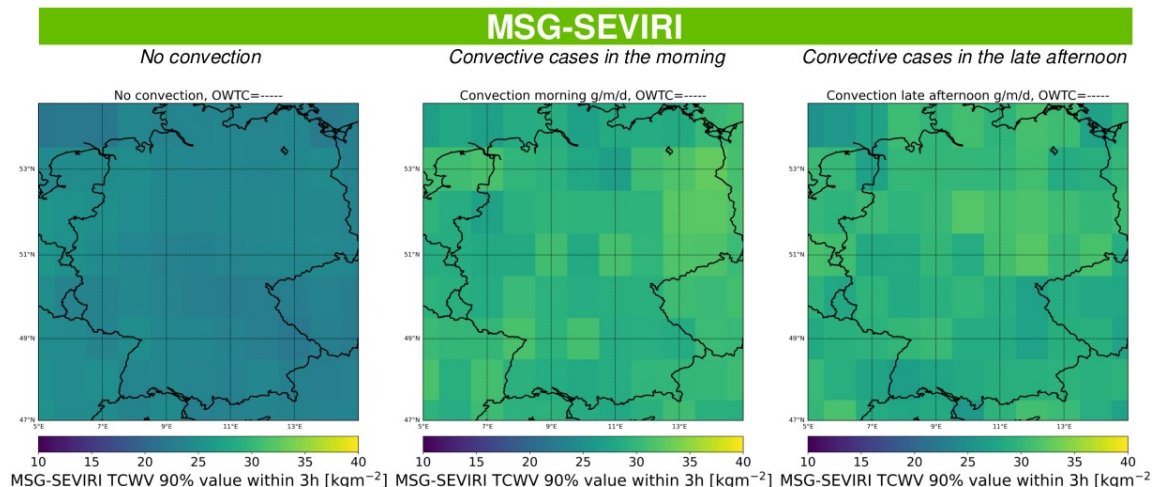 MSG-SEVIRI
No convection
Convective cases in the morning
Convective cases in the late afternoon
No convection, OWTC=-----
Convection morning g/m/d, OWTC=-----
Convection late afternoon g/m/d, OWTC=-----
53°N
53°N
53°N
51°N
51°N
51°N
49°N
49°N
49°N
47°N
47°N
47°N
5°E 7°E 9°E 11°E 13°E
5°E 7°E 9°E 11°E 13°E
5°E 7°E 9°E 11°E 13°E
10 15 20 25 30 35 40
10 15 20 25 30 35 40
10 15 20 25 30 35 40
MSG-SEVIRI TCWV 90% value within 3h [kgm⁻²]
MSG-SEVIRI TCWV 90% value within 3h [kgm⁻²]
MSG-SEVIRI TCWV 90% value within 3h [kgm⁻²